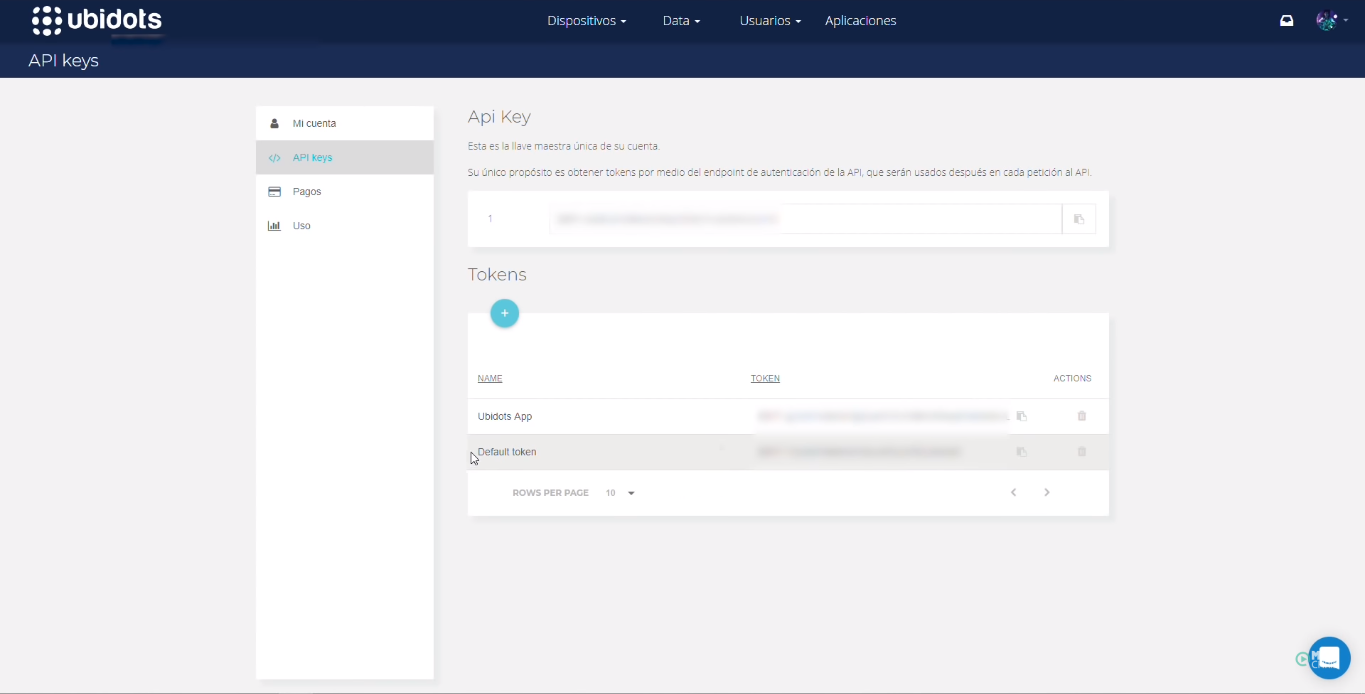 ubidots
Dispositivos
Data
Usuarios
Aplicaciones
API keys
Mi cuenta
API keys
Pagos
Uso
Api Key
Esta es la llave maestra única de su cuenta.
Su único propósito es obtener tokens por medio del endpoint de autenticación de la API, que serán usados después en cada petición al API.
1
Tokens
+
NAME TOKEN ACTIONS
Ubidots App
Default token
ROWS PER PAGE 10